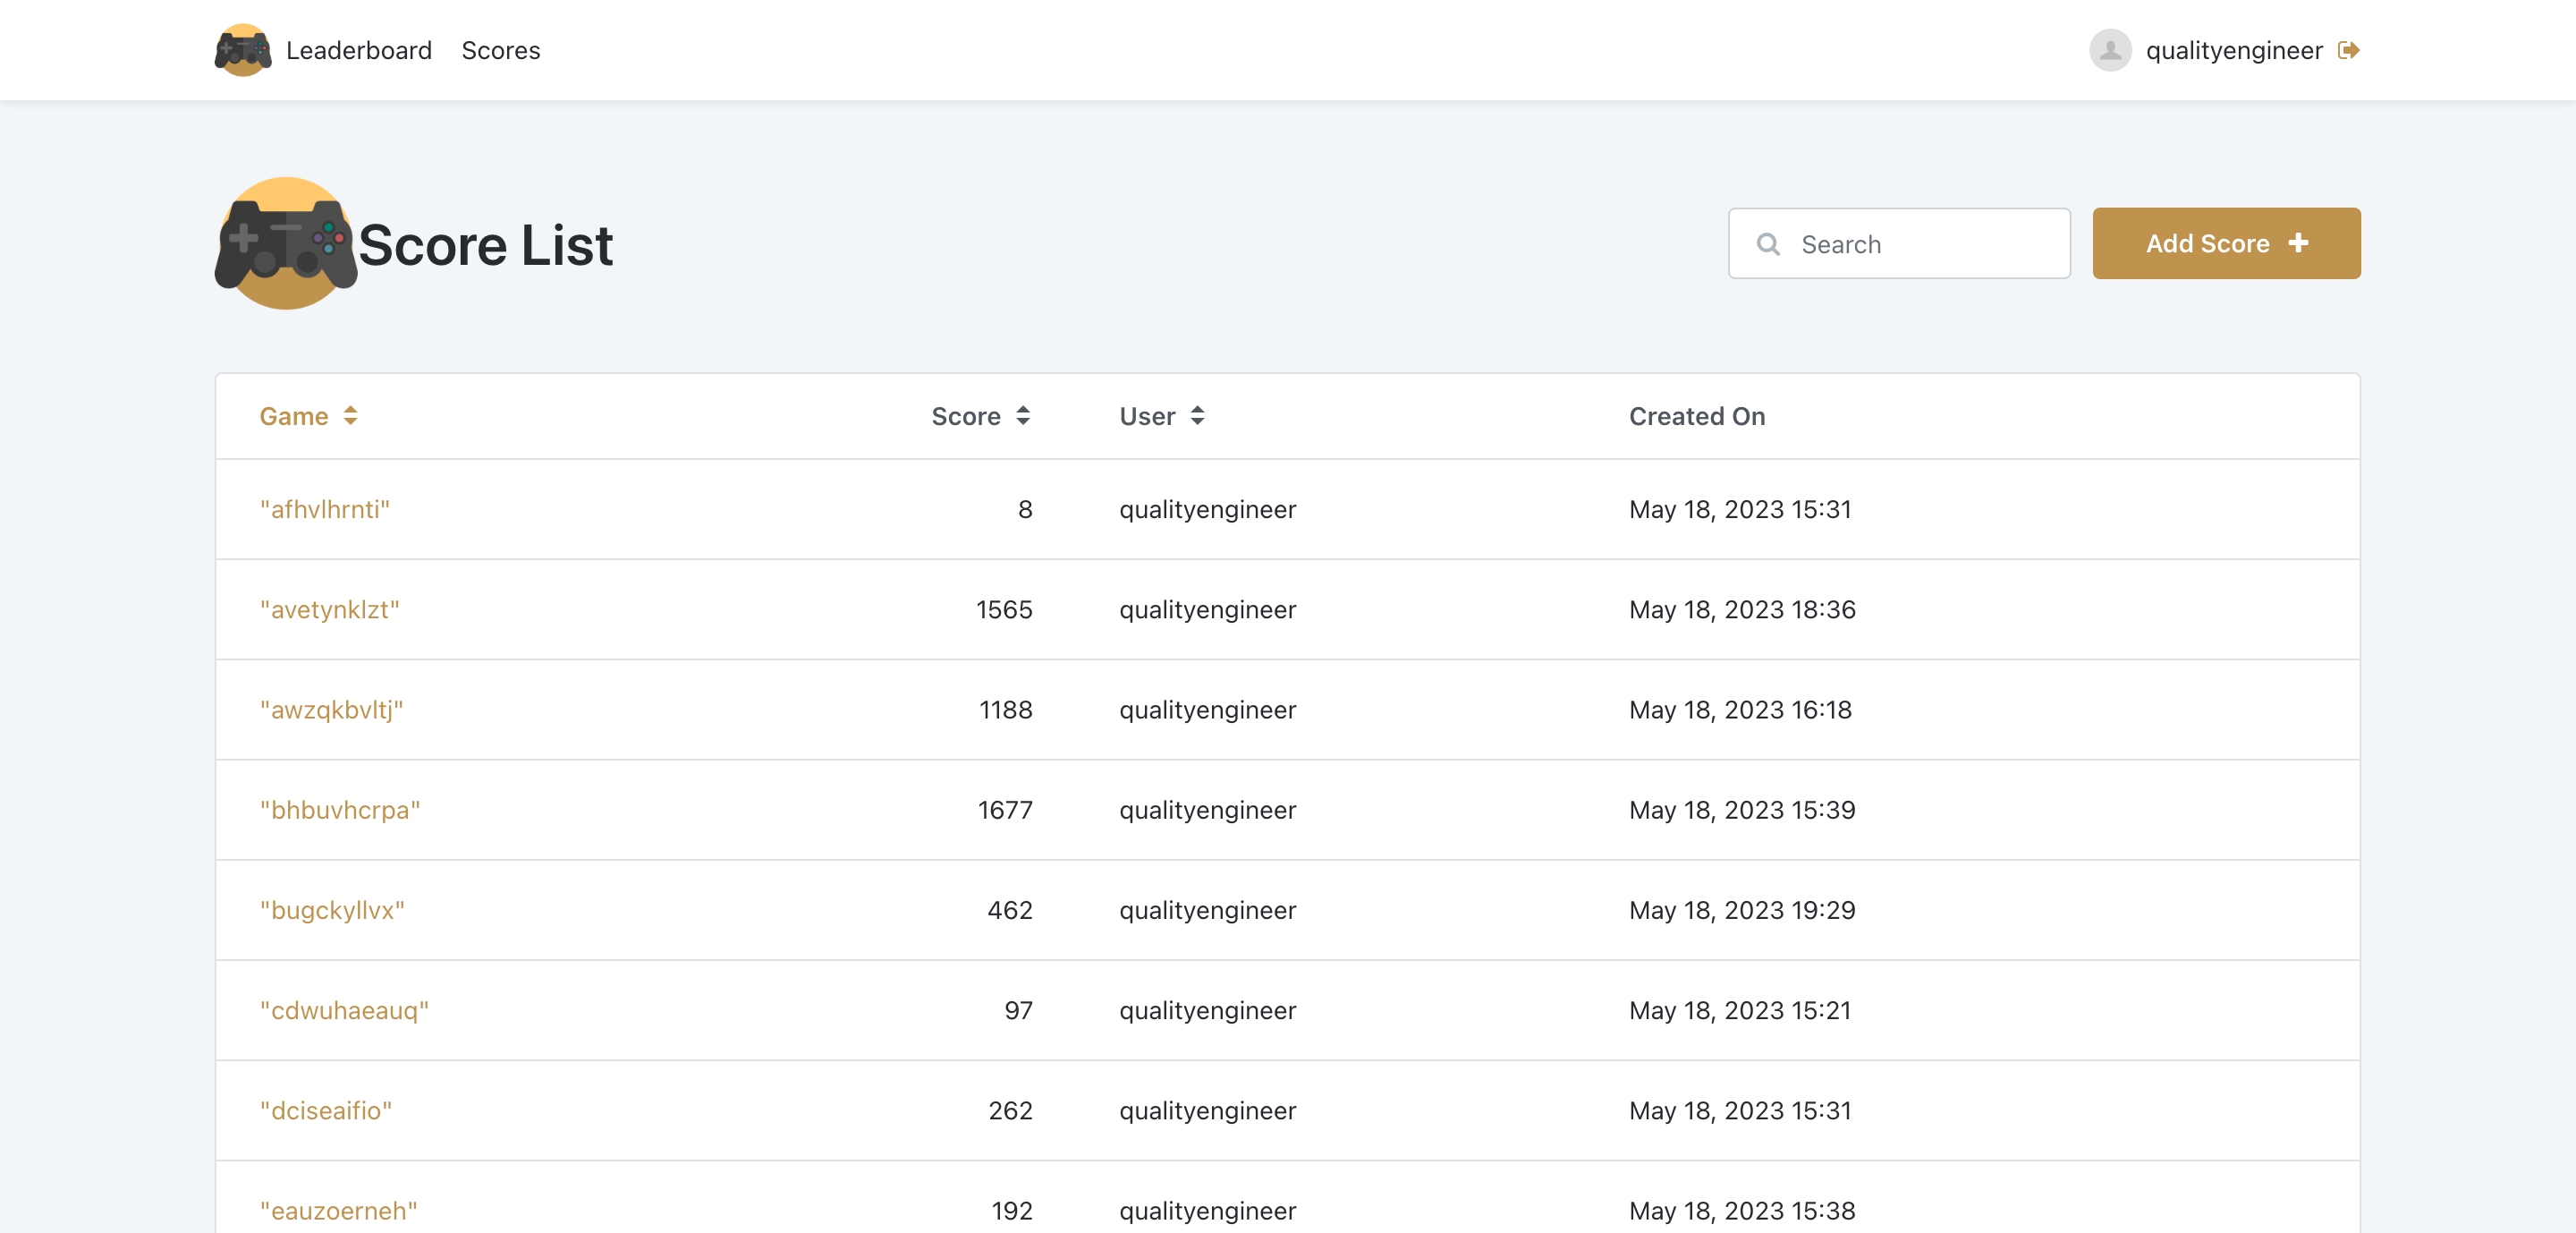 Leaderboard Scores qualityengineer
Score List Search Add Score
Game Score User Created On
"afhvlhrnti" 8 qualityengineer May 18, 2023 15:31
"avetynklzt" 1565 qualityengineer May 18, 2023 18:36
"awzqkbvltj" 1188 qualityengineer May 18, 2023 16:18
"bhbuvhcrpa" 1677 qualityengineer May 18, 2023 15:39
"bugckyllvx" 462 qualityengineer May 18, 2023 19:29
"cdwuhaeauq" 97 qualityengineer May 18, 2023 15:21
"dciseaifio" 262 qualityengineer May 18, 2023 15:31
"eauzoerneh" 192 qualityengineer May 18, 2023 15:38